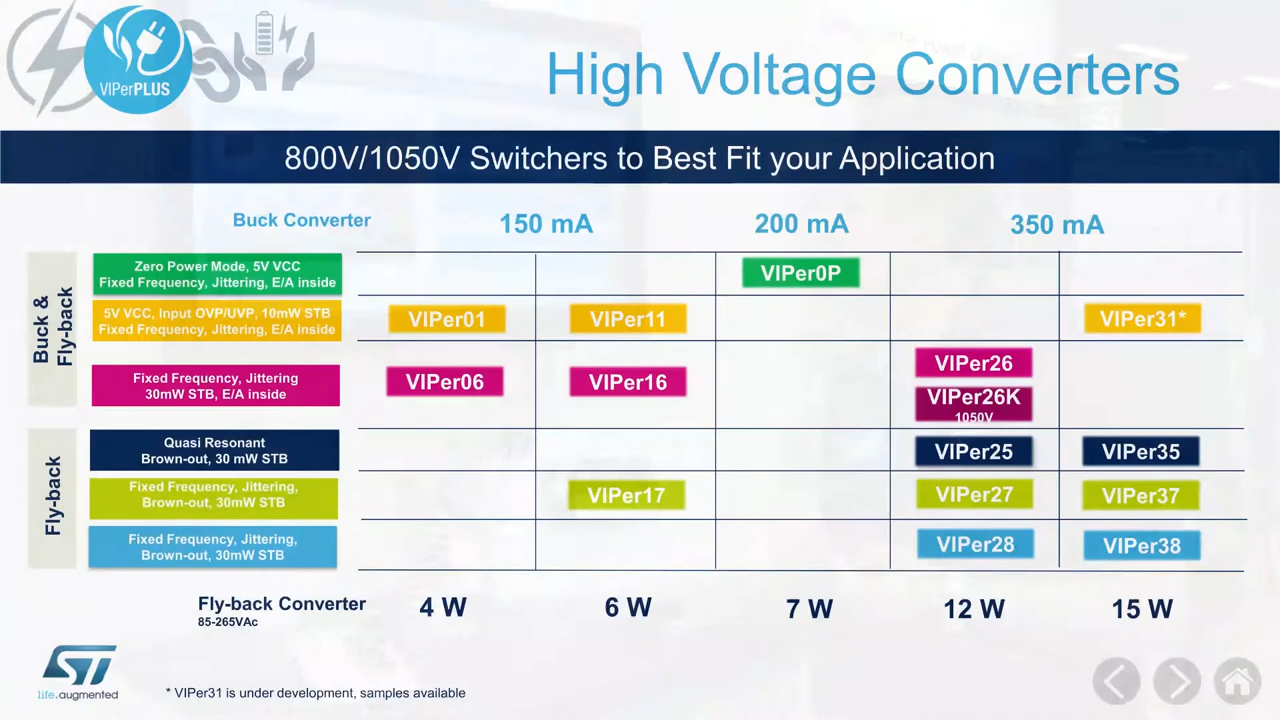 VIPerPLUS
High Voltage Converters
800V/1050V Switchers to Best Fit your Application
Buck Converter
150 mA
200 mA
350 mA
Buck &
Fly-back
Zero Power Mode, 5V VCC
Fixed Frequency, Jittering, E/A inside
VIPer0P
5V VCC, Input OVP/UVP, 10mW STB
Fixed Frequency, Jittering, E/A inside
VIPer01
VIPer11
VIPer31*
Fixed Frequency, Jittering
30mW STB, E/A inside
VIPer06
VIPer16
VIPer26
VIPer26K
1050V
Fly-back
Quasi Resonant
Brown-out, 30 mW STB
VIPer25
VIPer35
Fixed Frequency, Jittering,
Brown-out, 30mW STB
VIPer17
VIPer27
VIPer37
Fixed Frequency, Jittering,
Brown-out, 30mW STB
VIPer28
VIPer38
Fly-back Converter
85-265VAc
4 W
6 W
7 W
12 W
15 W
ST
life.augmented
* VIPer31 is under development, samples available